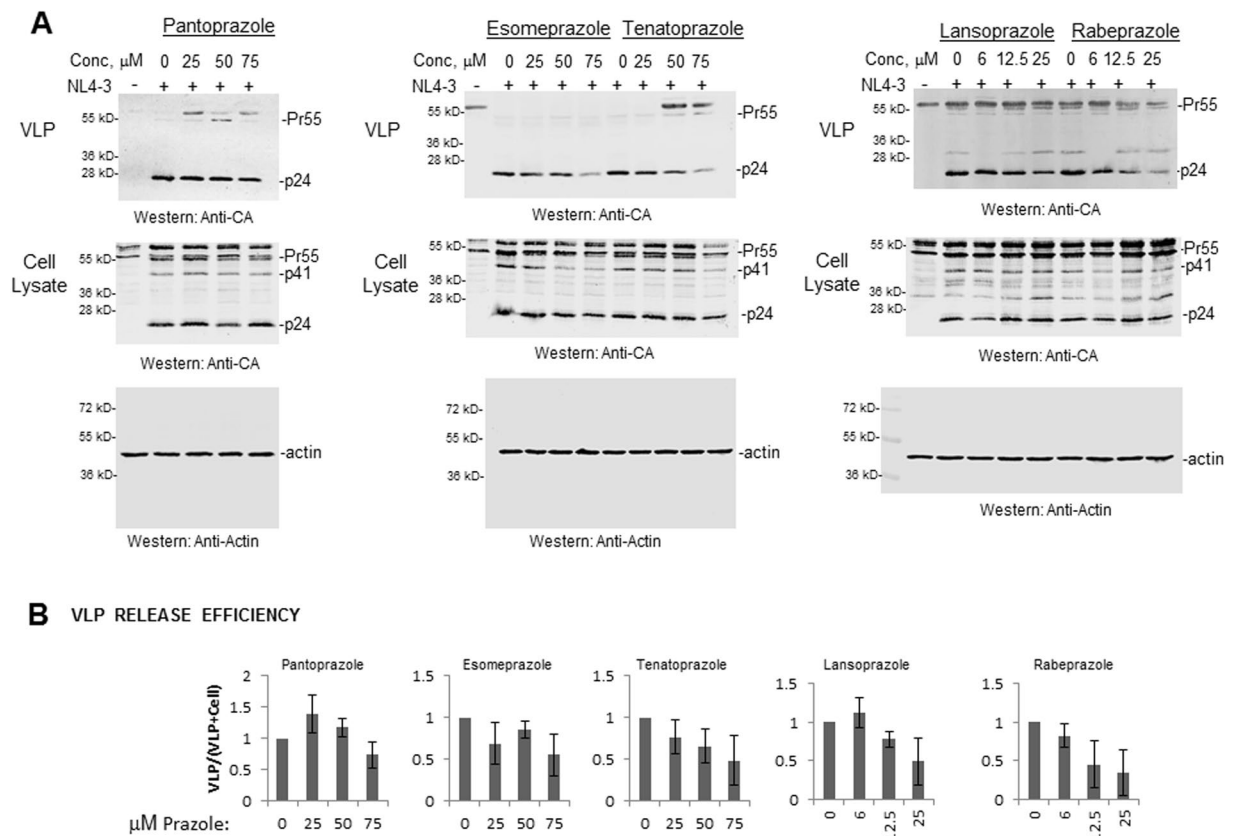 A
Pantoprazole
Conc, μM 0 25 50 75
NL4-3 - + + + +
VLP
55 kD-
36 kD-
28 kD-
-Pr55
-p24
Western: Anti-CA
Cell
Lysate
55 kD-
36 kD-
28 kD-
-Pr55
-p41
-p24
Western: Anti-CA
72 kD-
55 kD-
36 kD-
-actin
Western: Anti-Actin
Esomeprazole Tenatoprazole
Conc, μM 0 25 50 75 0 25 50 75
NL4-3 - + + + + + + + +
VLP
55 kD-
36 kD-
28 kD-
-Pr55
-p24
Western: Anti-CA
Cell
Lysate
55 kD-
36 kD-
28 kD-
-Pr55
-p41
-p24
Western: Anti-CA
72 kD-
55 kD-
36 kD-
-actin
Western: Anti-Actin
Lansoprazole Rabeprazole
Conc, μM 0 6 12.5 25 0 6 12.5 25
NL4-3 - + + + + + + + +
VLP
55 kD-
36 kD-
28 kD-
-Pr55
-p24
Western: Anti-CA
Cell
Lysate
55 kD-
36 kD-
28 kD-
-Pr55
-p41
-p24
Western: Anti-CA
72 kD-
55 kD-
36 kD-
-actin
Western: Anti-Actin
B VLP RELEASE EFFICIENCY
VLP/(VLP+Cell)
Pantoprazole
2
1.5
1
0.5
0
Esomeprazole
1.5
1
0.5
0
Tenatoprazole
1.5
1
0.5
0
Lansoprazole
1.5
1
0.5
0
Rabeprazole
1.5
1
0.5
0
μM Prazole: 0 25 50 75 0 25 50 75 0 25 50 75 0 6 .2.5 25 0 6 .2.5 25